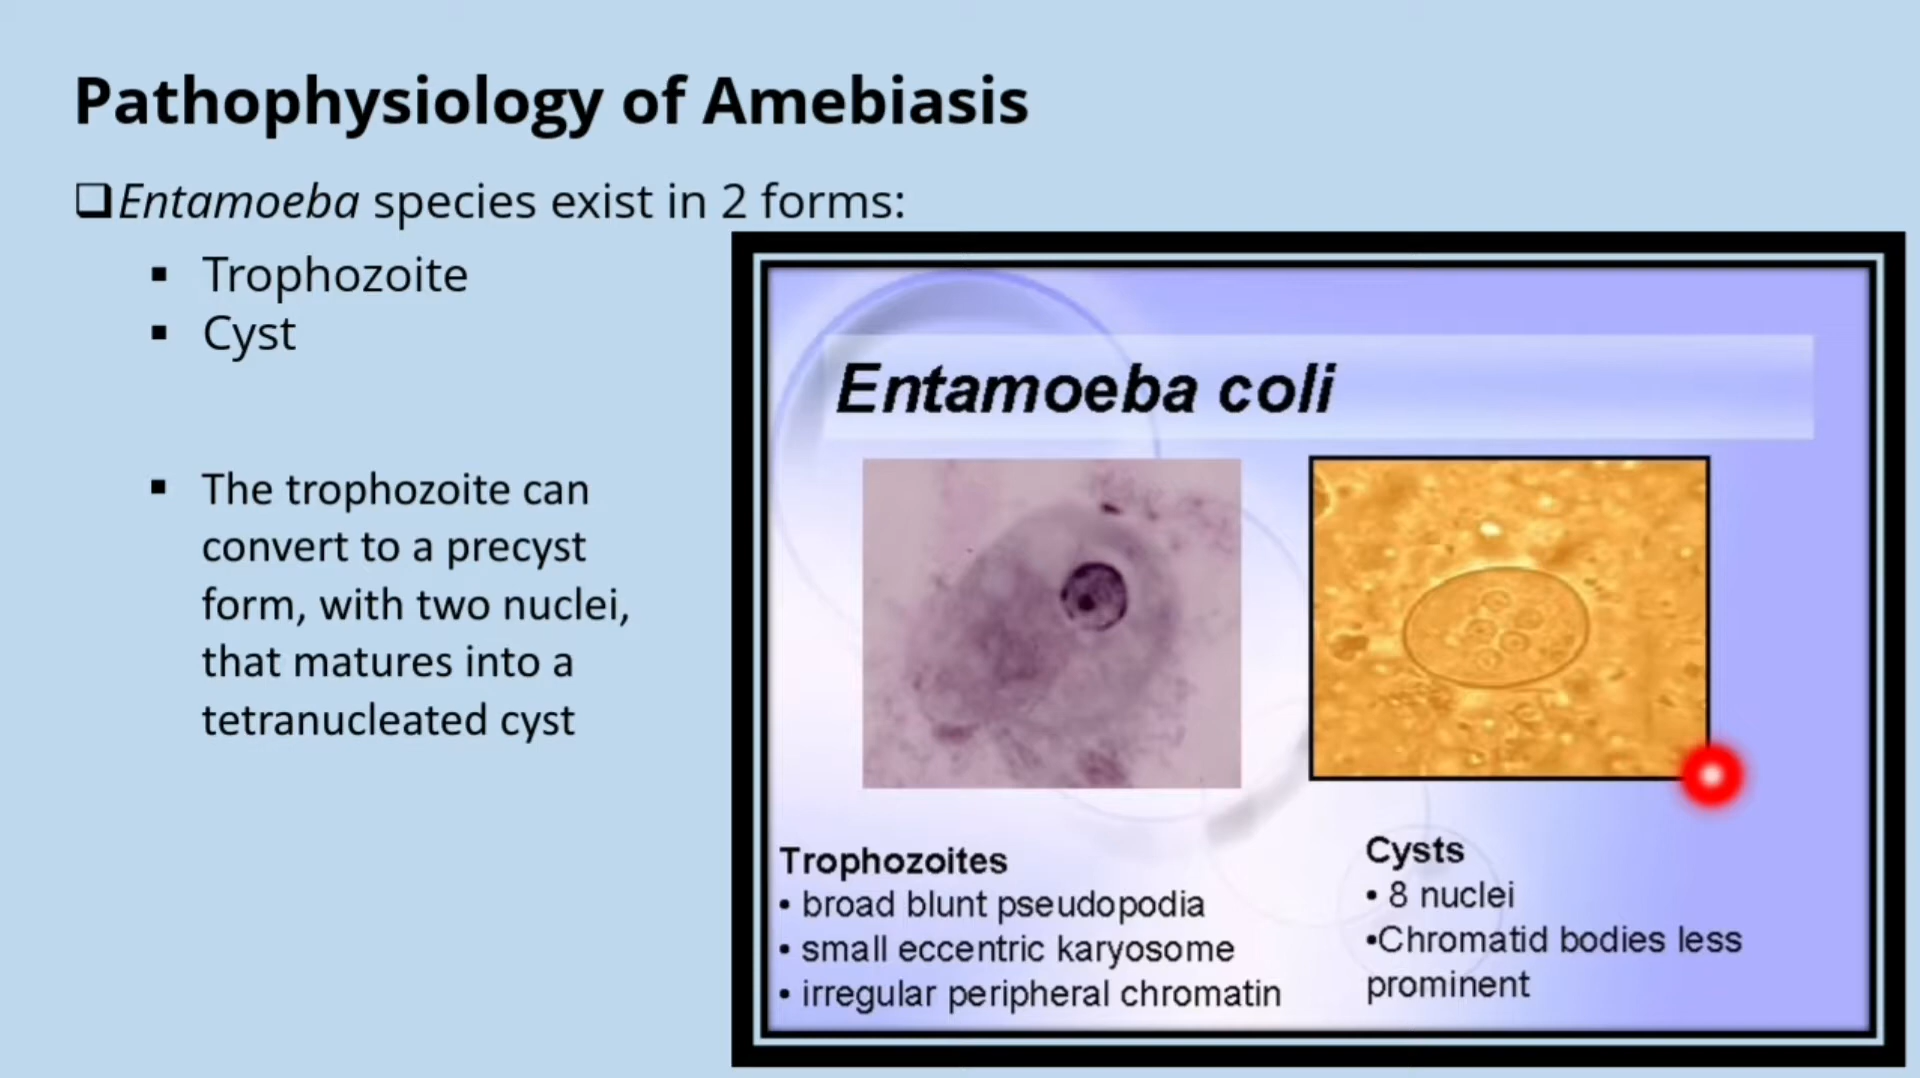 Pathophysiology of Amebiasis
❑Entamoeba species exist in 2 forms:
▪ Trophozoite
▪ Cyst
▪ The trophozoite can
convert to a precyst
form, with two nuclei,
that matures into a
tetranucleated cyst
Entamoeba coli
Trophozoites
• broad blunt pseudopodia
• small eccentric karyosome
• irregular peripheral chromatin
Cysts
• 8 nuclei
•Chromatid bodies less
prominent